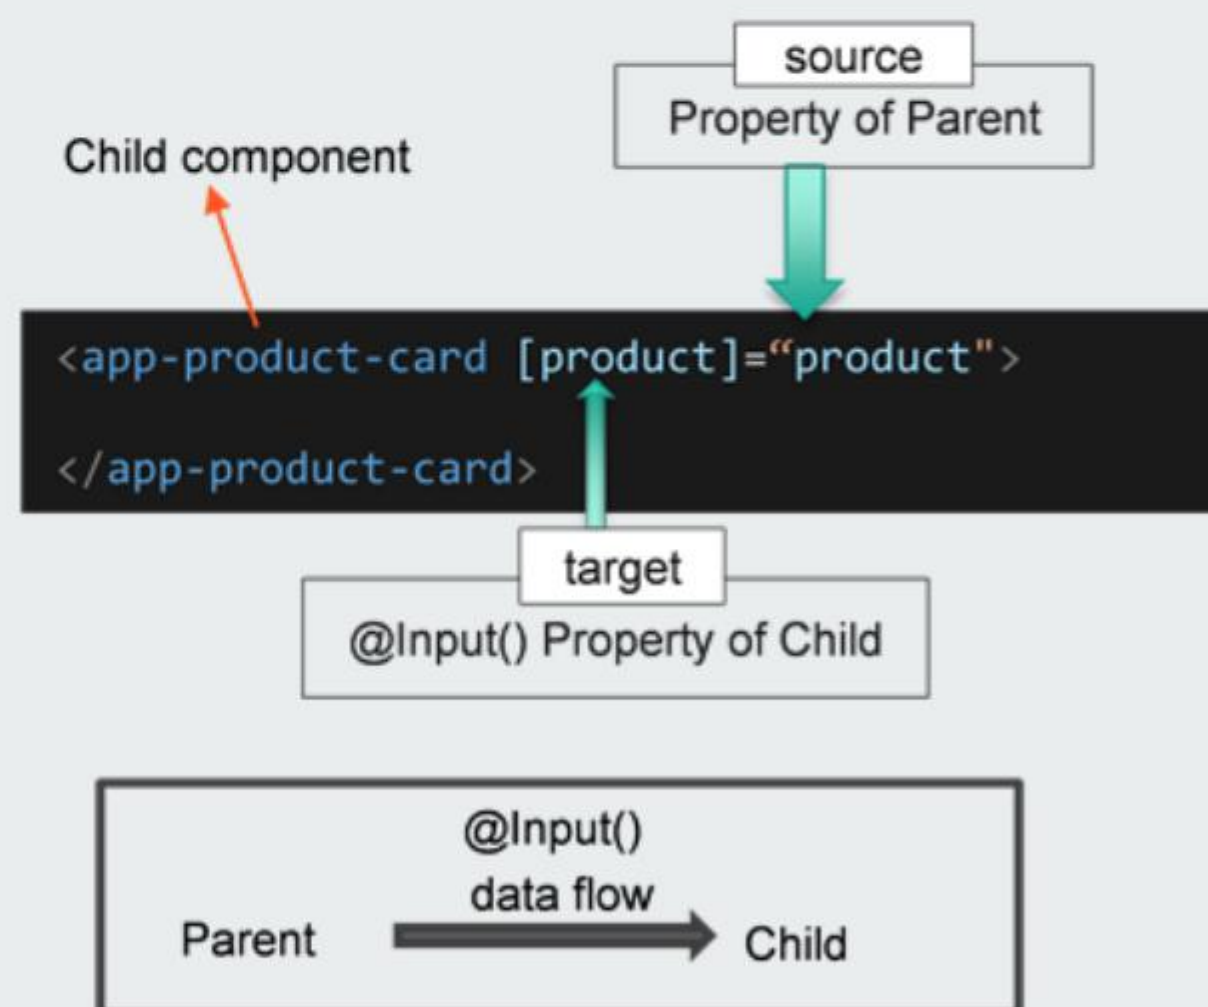 source
Property of Parent
Child component
<app-product-card [product]=“product">
</app-product-card>
target
@Input() Property of Child
@Input()
data flow
Parent
Child